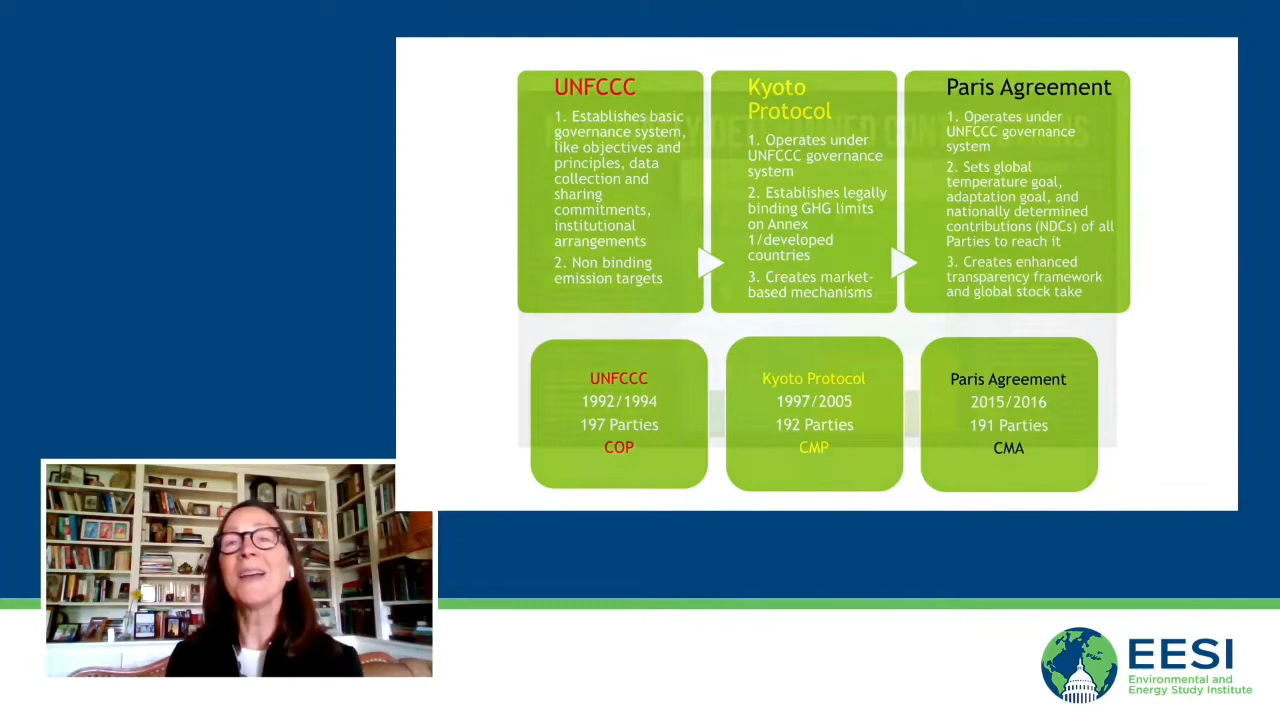 UNFCCC
1. Establishes basic
governance system,
like objectives and
principles, data
collection and
sharing
commitments,
institutional
arrangements
2. Non binding
emission targets
Kyoto
Protocol
1. Operates under
UNFCCC governance
system
2. Establishes legally
binding GHG limits
on Annex
1/developed
countries
3. Creates market-
based mechanisms
Paris Agreement
1. Operates under
UNFCCC governance
system
2. Sets global
temperature goal,
adaptation goal, and
nationally determined
contributions (NDCs) of all
Parties to reach it
3. Creates enhanced
transparency framework
and global stock take
UNFCCC
1992/1994
197 Parties
COP
Kyoto Protocol
1997/2005
192 Parties
CMP
Paris Agreement
2015/2016
191 Parties
CMA
EESI
Environmental and
Energy Study Institute